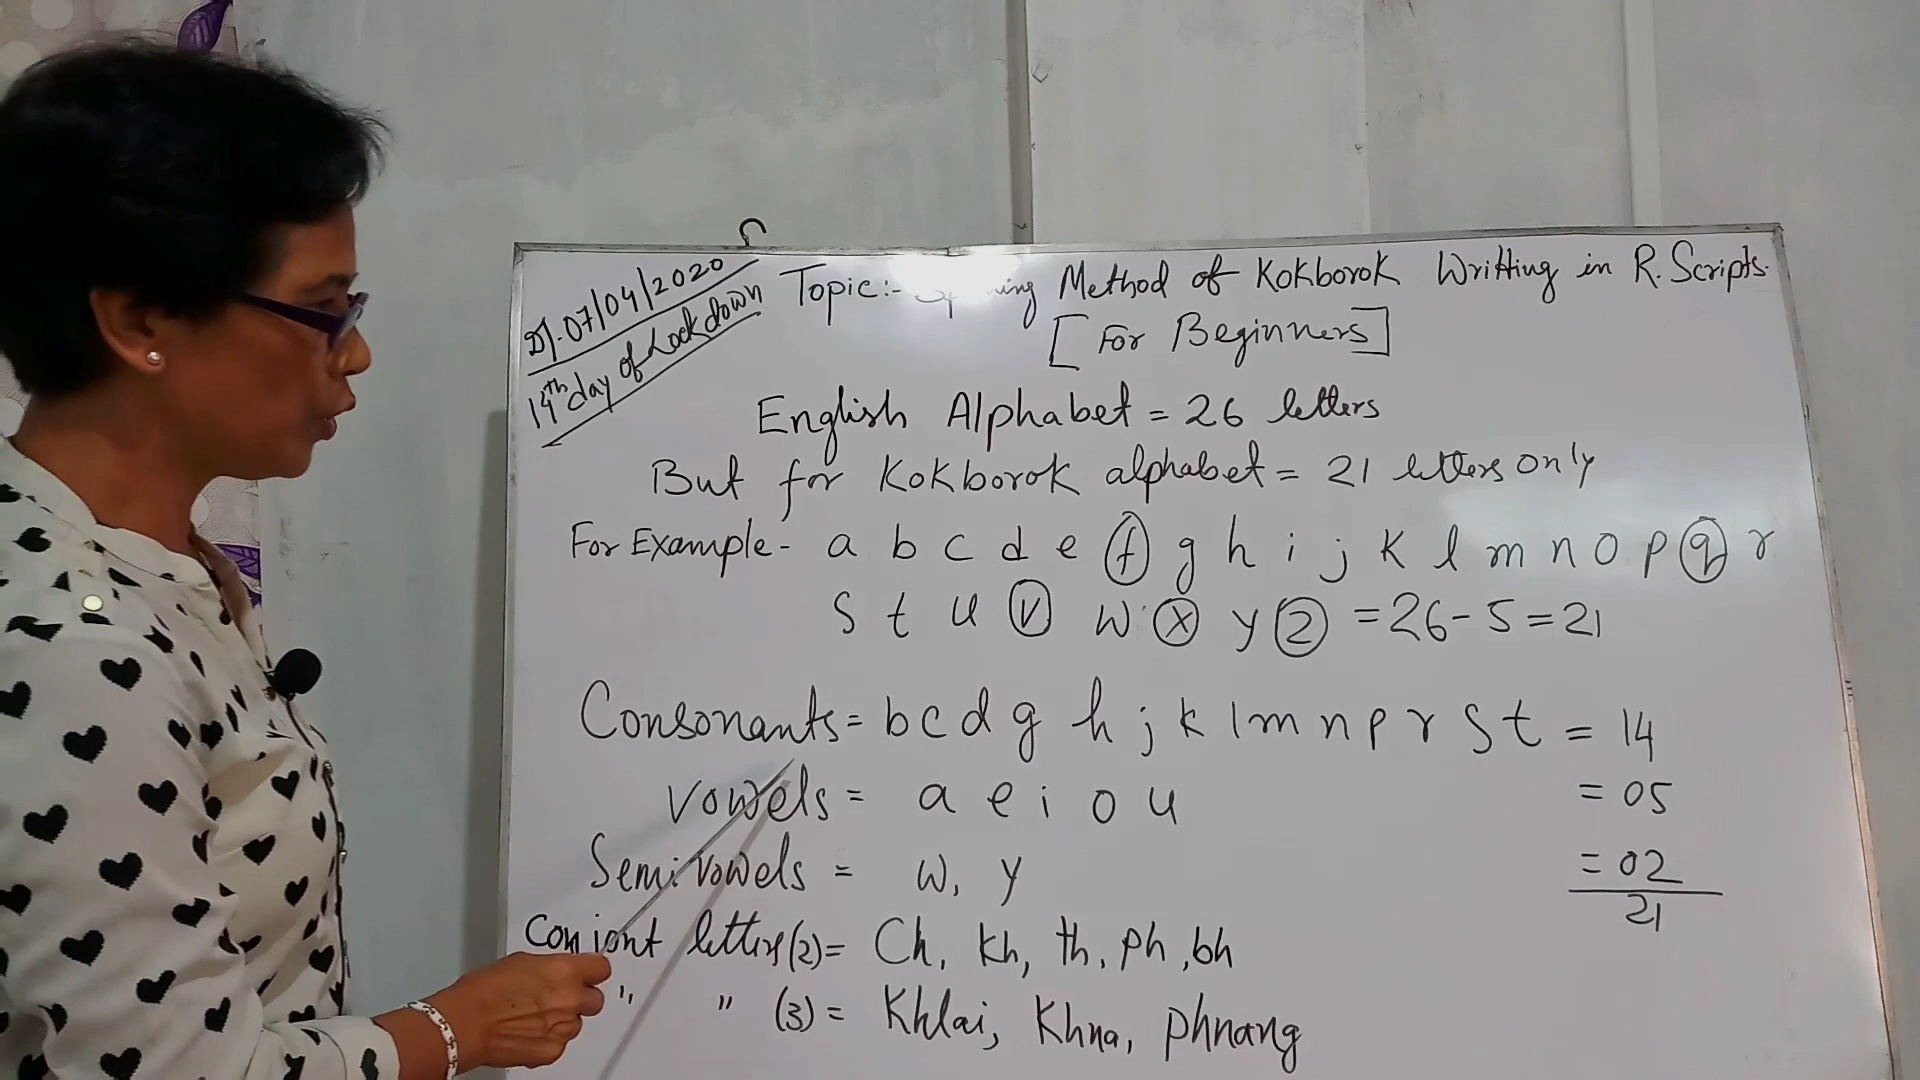 Dt. 07/04/2020
14th day of Lockdown
Topic:- Method of Kokborok Writting in R. Scripts.
[For Beginners]
English Alphabet = 26 letters
But for Kokborok alphabet = 21 letters only
For Example - a b c d e f g h i j k l m n o p q r
s t u v w x y z = 26 - 5 = 21
Consonants = b c d g h j k l m n p r s t = 14
vowels = a e i o u = 05
Semi vowels = w, y = 02
21
Conjont letters (2) = Ch, kh, th, ph, bh
" " (3) = Khlai, Khna, phnang